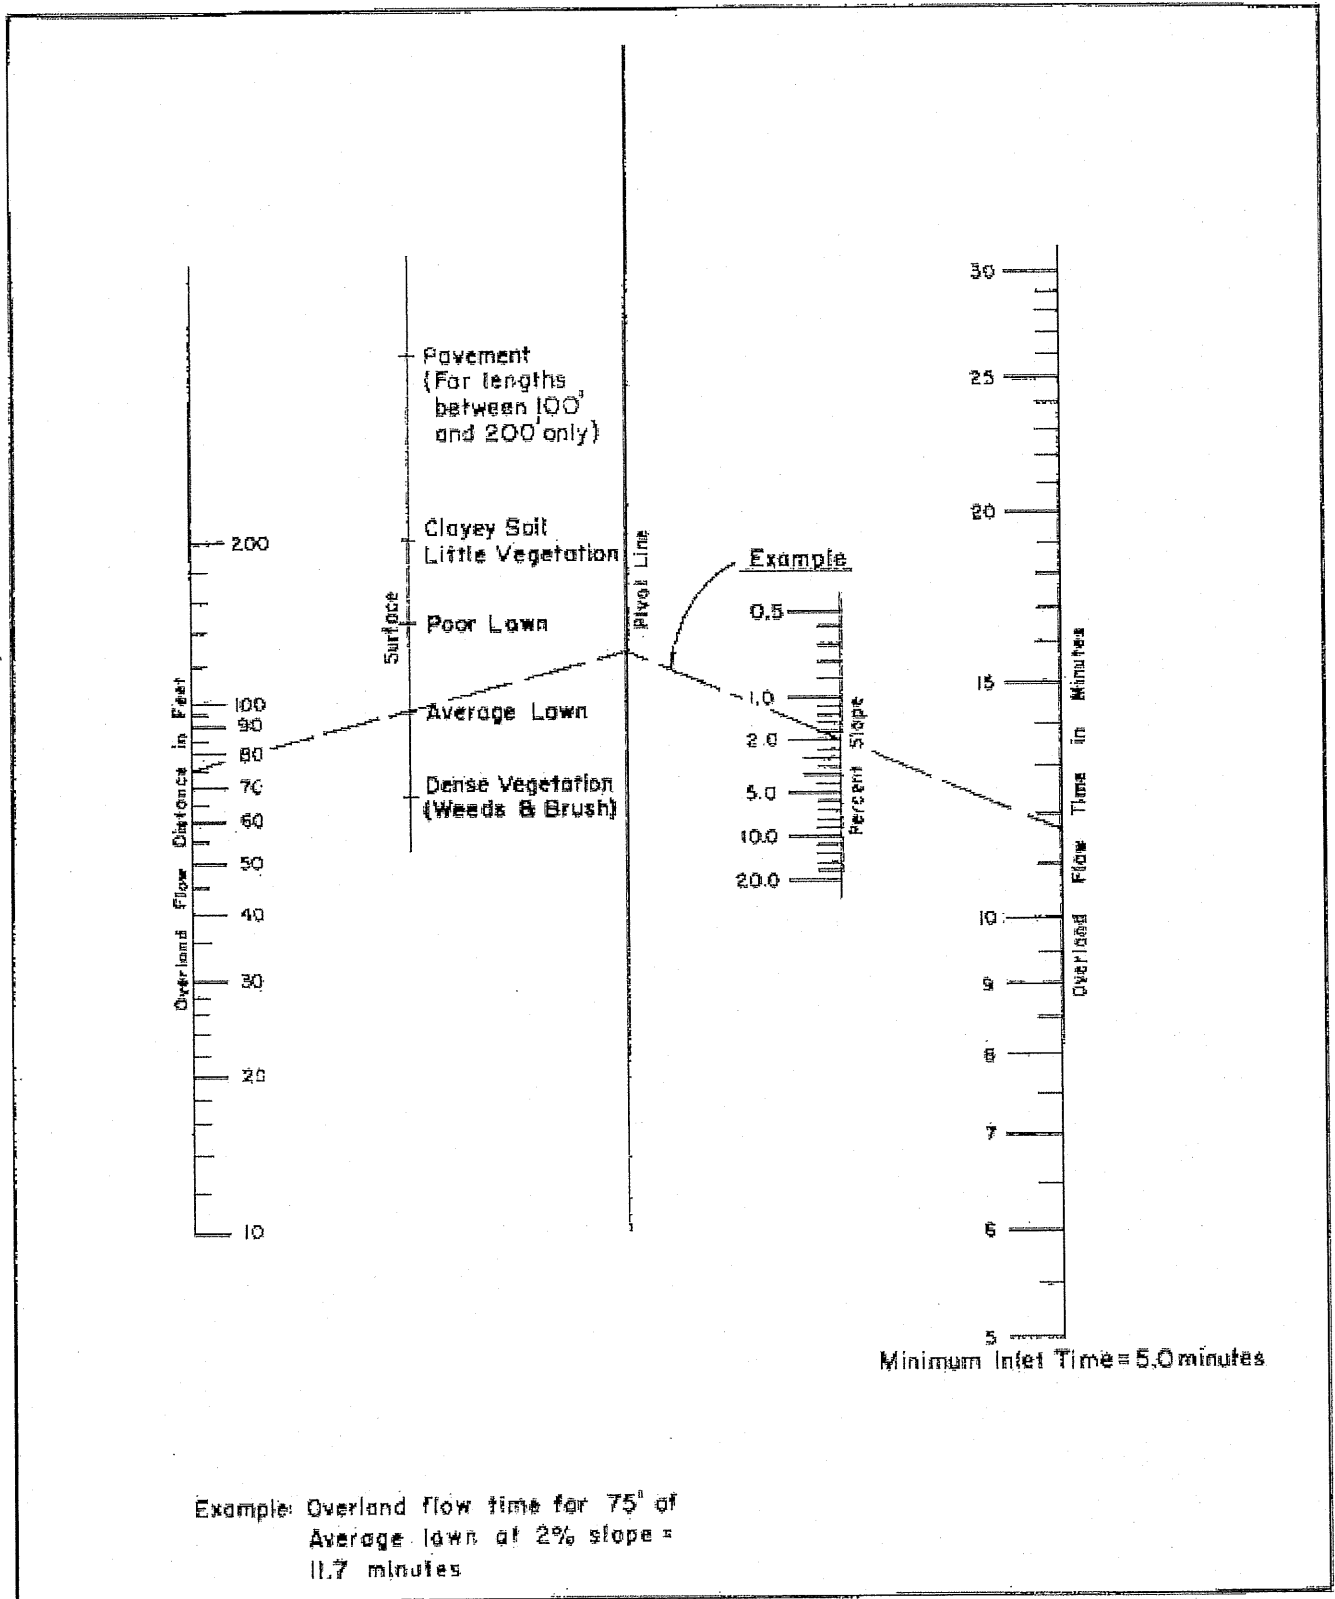 Pavement
(For lengths
between 100'
and 200' only)
Clayey Soil
Little Vegetation
Poor Lawn
Average Lawn
Dense Vegetation
(Weeds & Brush)
Surface
Pivot Line
Example
Overland Flow Distance in Feet
200
100
90
80
70
60
50
40
30
20
10
0.5
1.0
2.0
5.0
10.0
20.0
Percent Slope
30
25
20
15
10
9
8
7
6
5
Overland Flow Time in Minutes
Minimum Inlet Time = 5.0 minutes
Example: Overland flow time for 75' of
Average lawn at 2% slope =
11.7 minutes